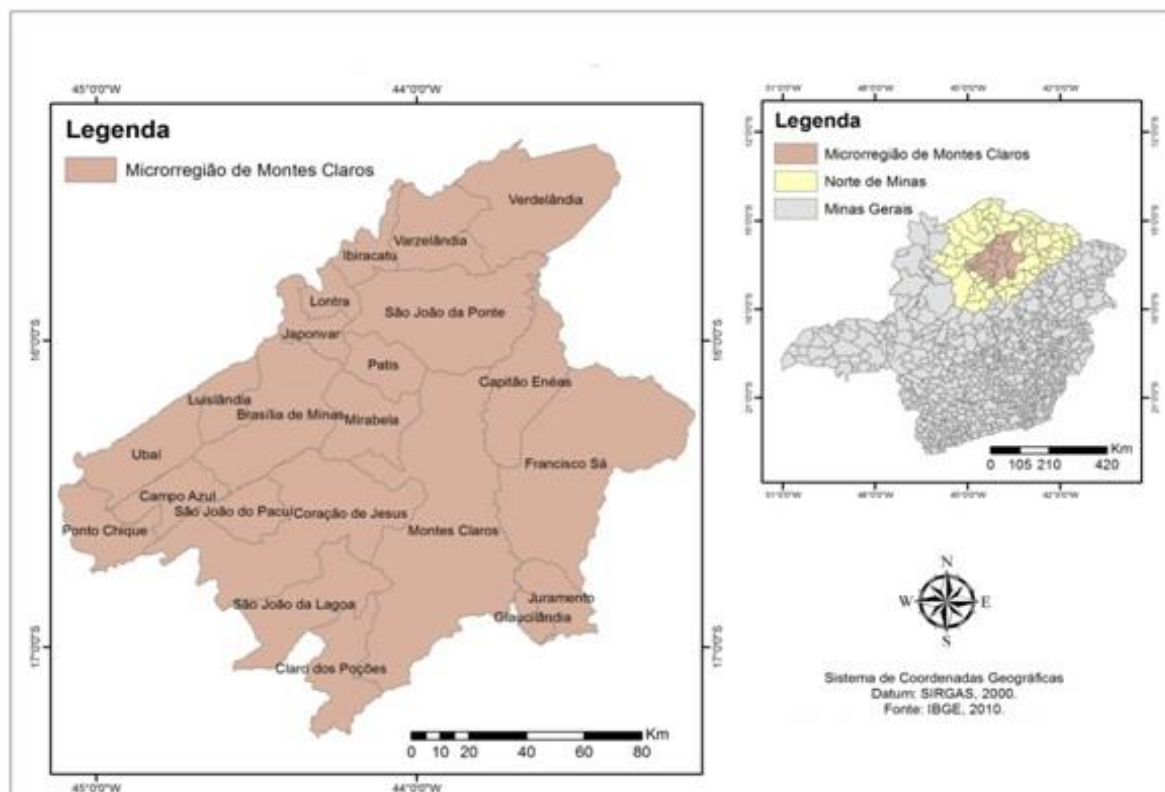 45°0'0"W 44°0'0"W
Legenda
Microrregião de Montes Claros
Verdelândia
Varzelândia
Ibiracatu
Lontra
São João da Ponte
Japonvar
Patis
Capitão Enéas
Luislândia
Brasília de Minas
Mirabela
Ubaí
Francisco Sá
Campo Azul
São João do Pacuí
Coração de Jesus
Ponto Chique
Montes Claros
São João da Lagoa
Juramento
Glaucilândia
Claro dos Poções
16°0'0"S
17°0'0"S
16°0'0"S
17°0'0"S
Km
0 10 20 40 60 80
45°0'0"W 44°0'0"W
Legenda
Microrregião de Montes Claros
Norte de Minas
Minas Gerais
Km
0 105 210 420
N
W E
S
Sistema de Coordenadas Geográficas
Datum: SIRGAS, 2000.
Fonte: IBGE, 2010.